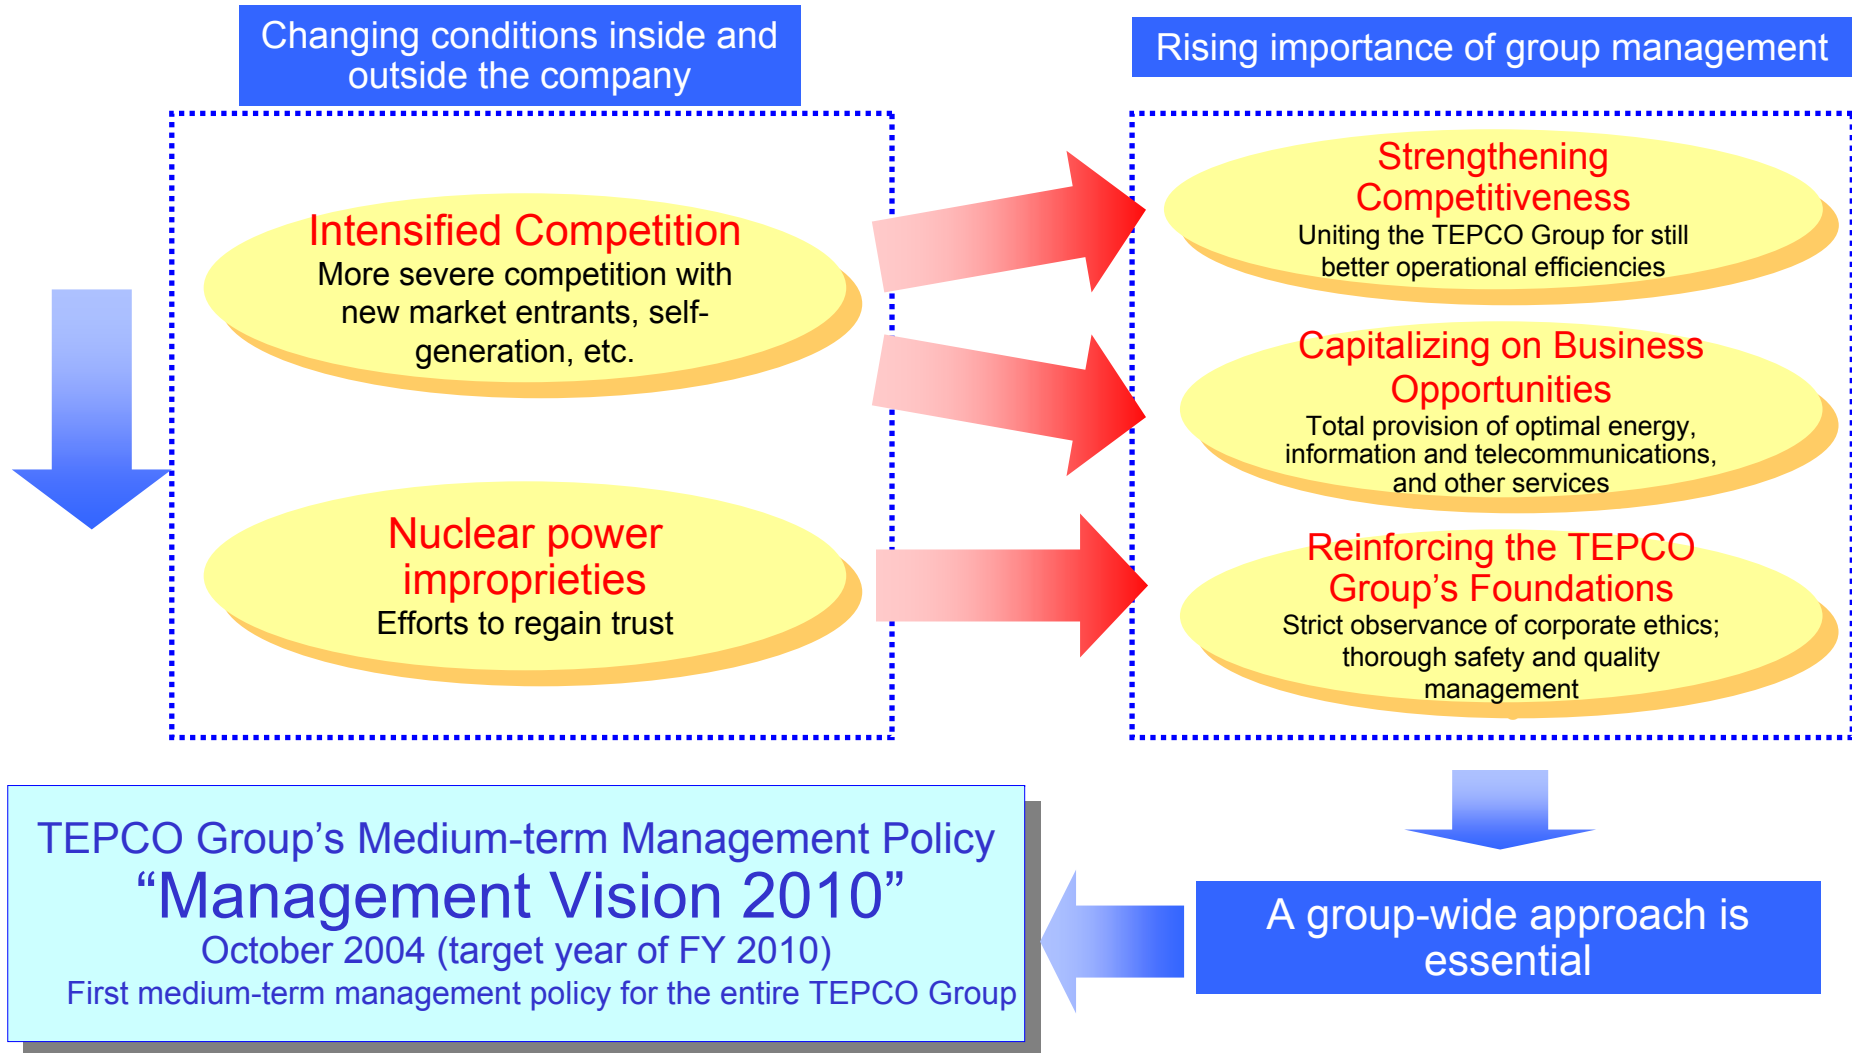 Changing conditions inside and
outside the company
Rising importance of group management
Intensified Competition
More severe competition with
new market entrants, self-
generation, etc.
Nuclear power
improprieties
Efforts to regain trust
Strengthening
Competitiveness
Uniting the TEPCO Group for still
better operational efficiencies
Capitalizing on Business
Opportunities
Total provision of optimal energy,
information and telecommunications,
and other services
Reinforcing the TEPCO
Group’s Foundations
Strict observance of corporate ethics;
thorough safety and quality
management
A group-wide approach is
essential
TEPCO Group’s Medium-term Management Policy
“Management Vision 2010”
October 2004 (target year of FY 2010)
First medium-term management policy for the entire TEPCO Group